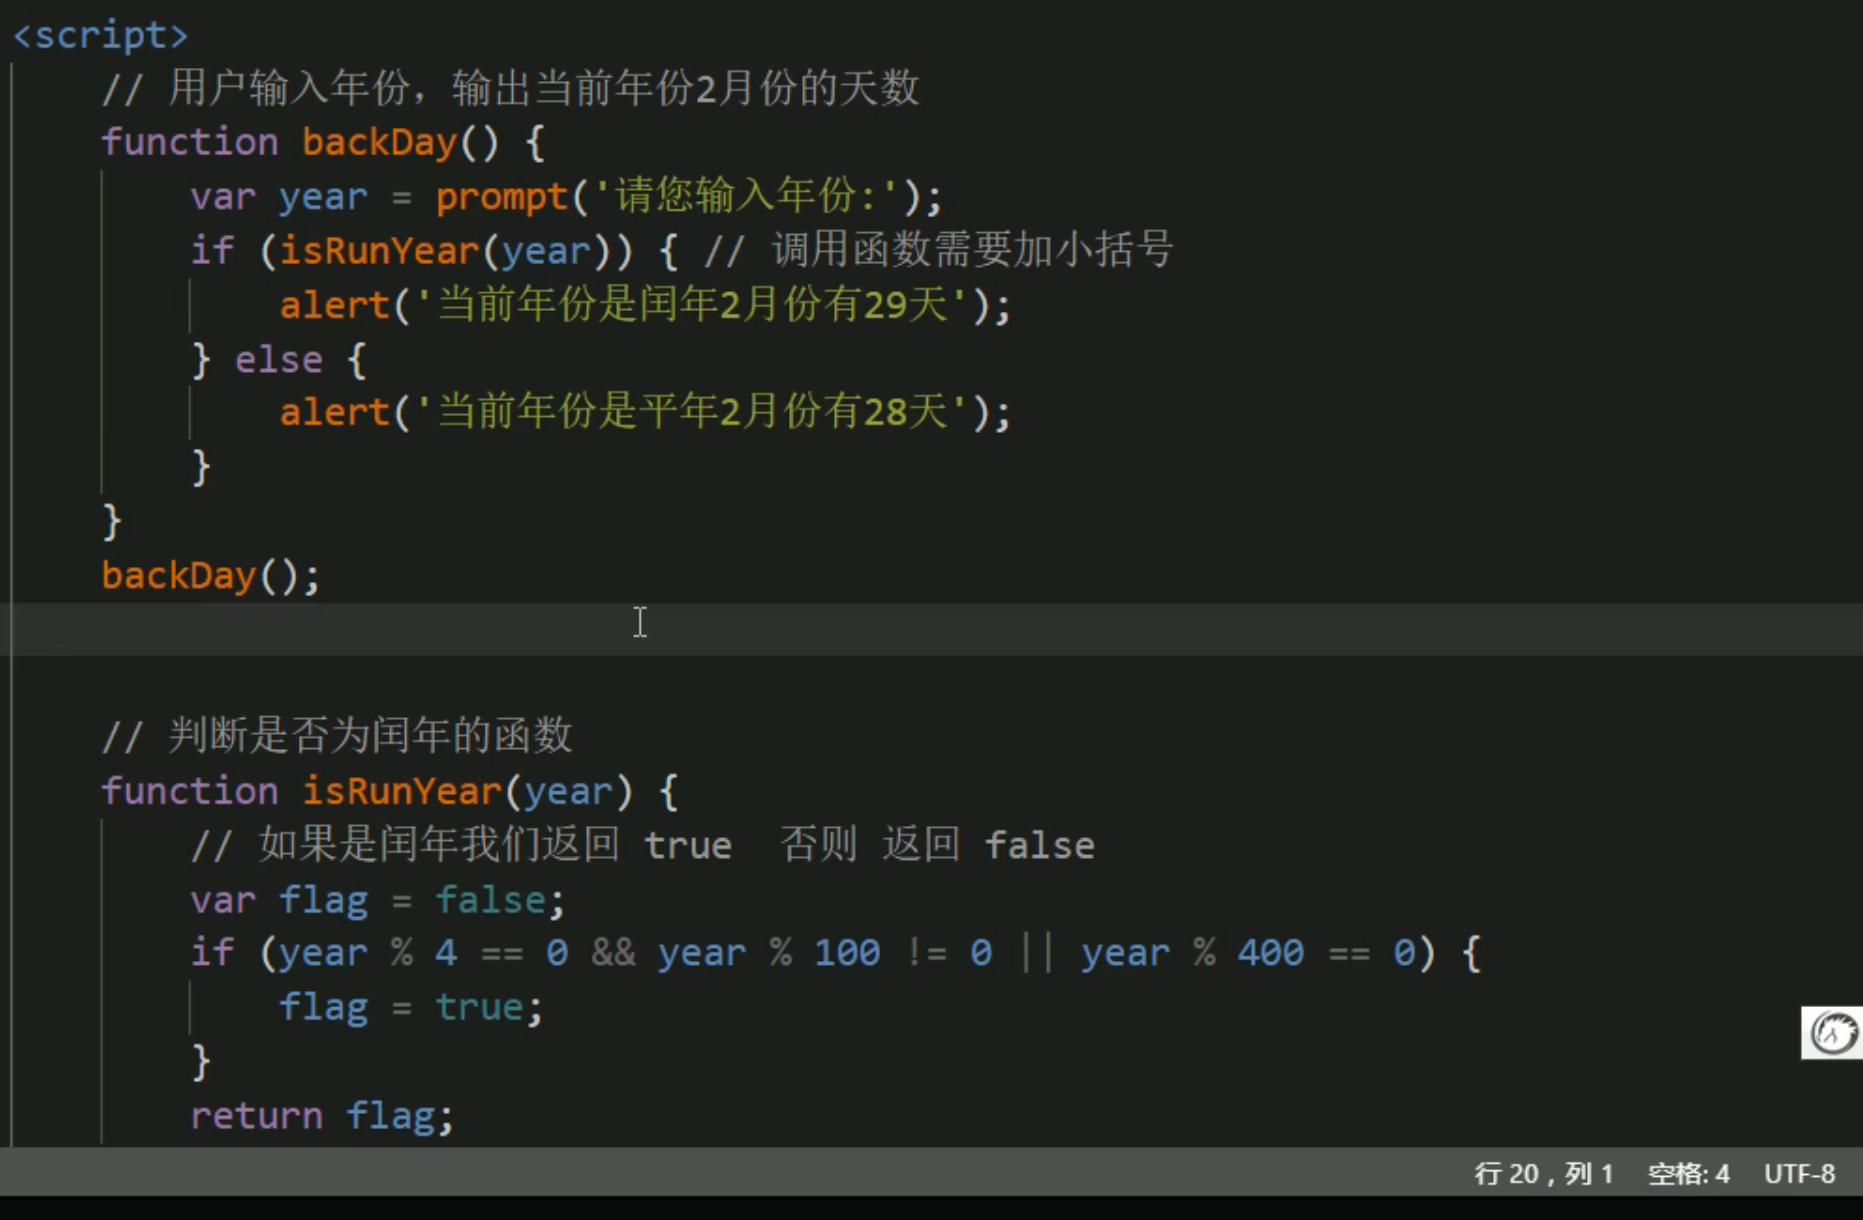 <script>
// 用户输入年份，输出当前年份2月份的天数
function backDay() {
var year = prompt('请您输入年份:');
if (isRunYear(year)) { // 调用函数需要加小括号
alert('当前年份是闰年2月份有29天');
} else {
alert('当前年份是平年2月份有28天');
}
}
backDay();
// 判断是否为闰年的函数
function isRunYear(year) {
// 如果是闰年我们返回 true  否则 返回 false
var flag = false;
if (year % 4 == 0 && year % 100 != 0 || year % 400 == 0) {
flag = true;
}
return flag;
行 20，列 1 空格: 4 UTF-8